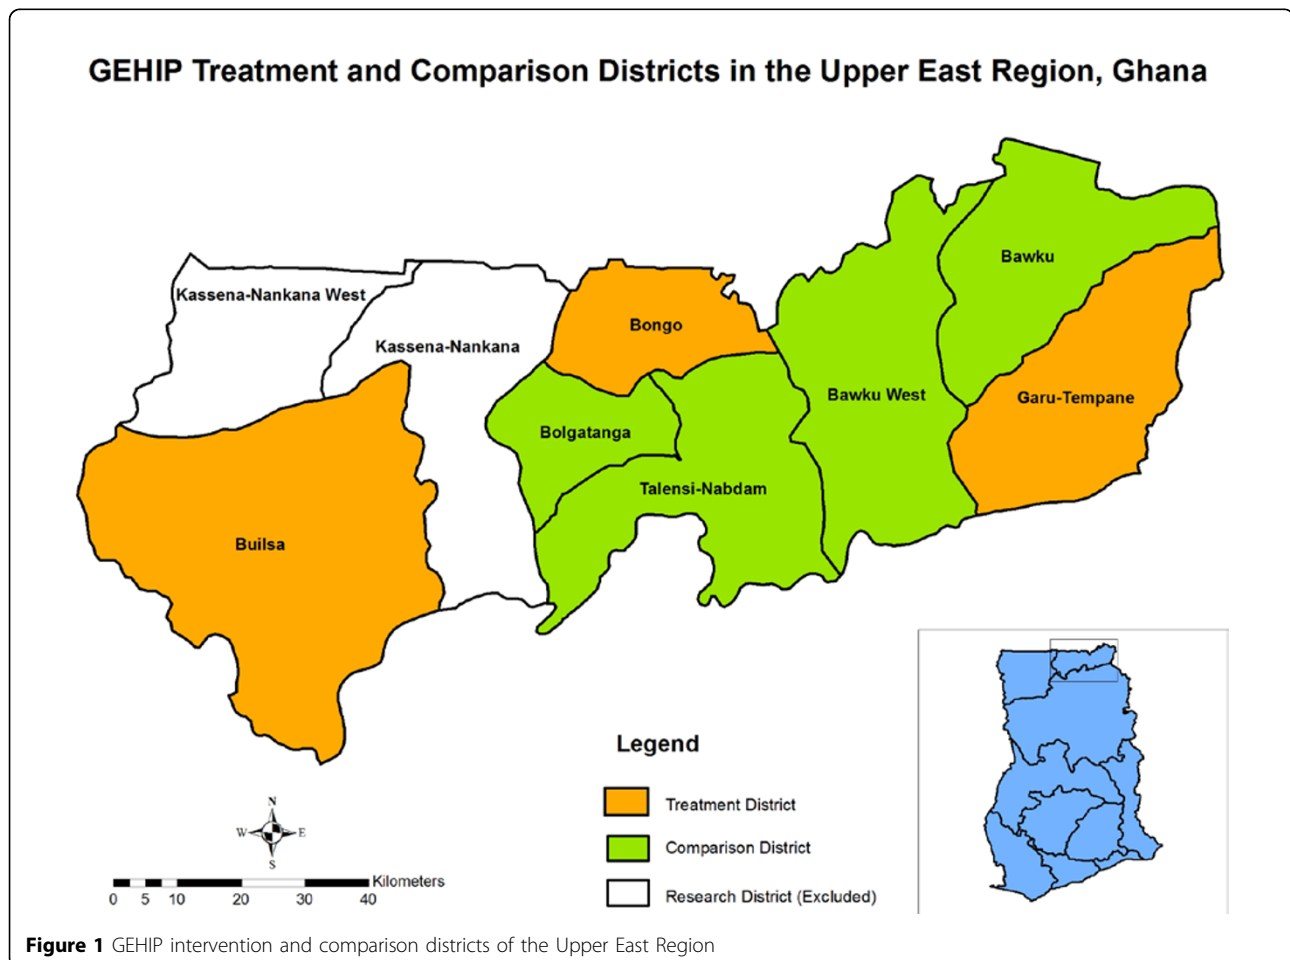 GEHIP Treatment and Comparison Districts in the Upper East Region, Ghana
Bawku
Kassena-Nankana West
Bongo
Kassena-Nankana
Bawku West
Garu-Tempane
Bolgatanga
Talensi-Nabdam
Builsa
Legend
Treatment District
Comparison District
Research District (Excluded)
N
W E
S
Kilometers
0 5 10 20 30 40
Figure 1 GEHIP intervention and comparison districts of the Upper East Region